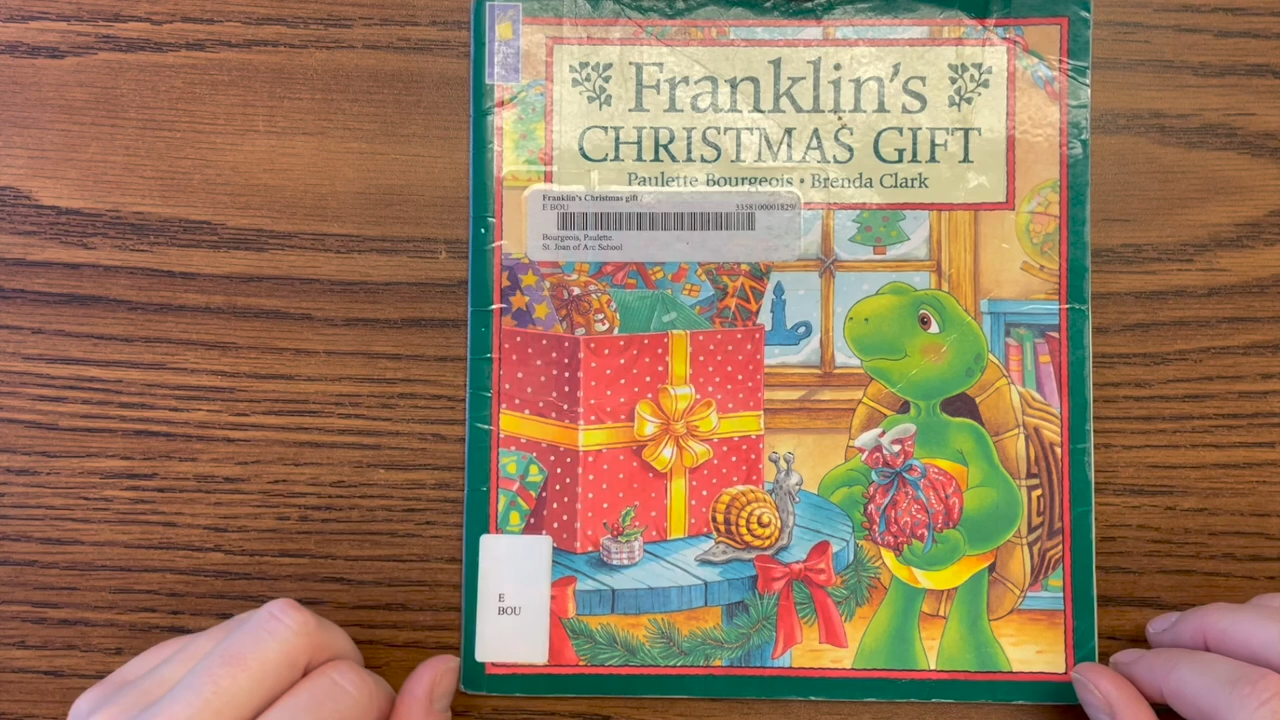 Franklin's
CHRISTMAS GIFT
Paulette Bourgeois • Brenda Clark
Franklin's Christmas gift /
E BOU 3358100001829/
Bourgeois, Paulette.
St. Joan of Arc School
E
BOU